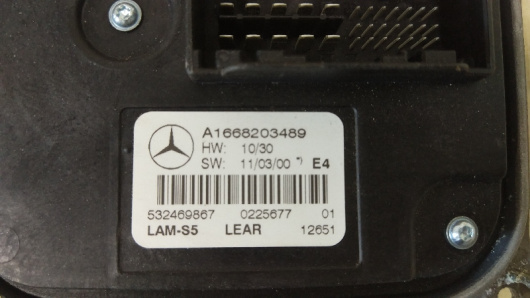 A1668203489
HW: 10/30
SW: 11/03/00 *) E4
532469867 0225677 01
LAM-S5 LEAR 12651